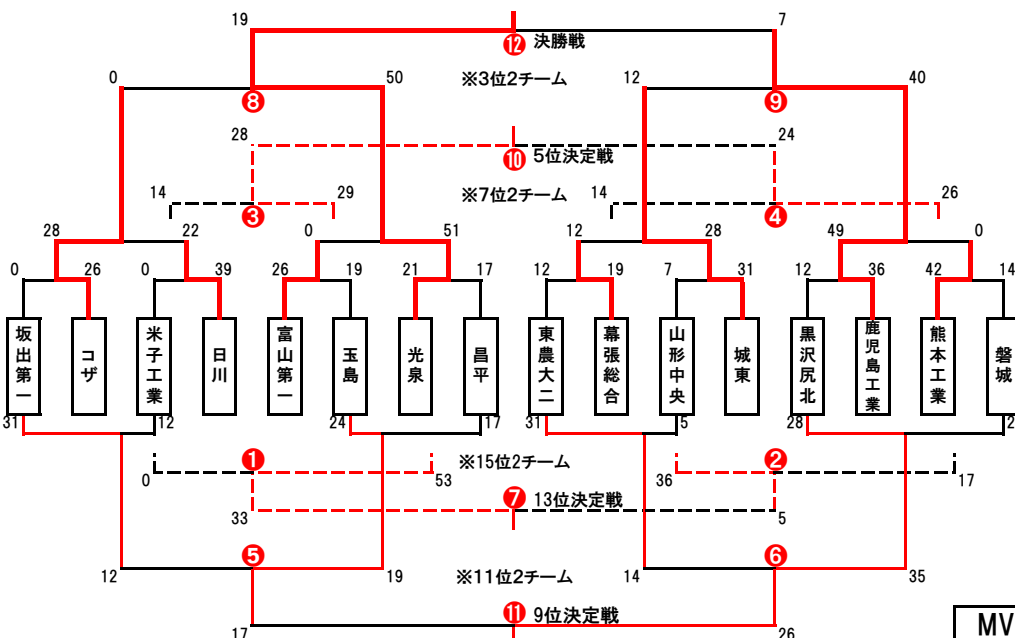 19 7
⓬ 決勝戦
0 50 ※3位2チーム 12 40
❽ ❾
28 24
❿ 5位決定戦
14 29 ※7位2チーム 14 26
❸ ❹
28 22 0 51 12 28 49 0
0 26 0 39 26 19 21 17 12 19 7 31 12 36 42 14
坂出第一
コザ
米子工業
日川
富山第一
玉島
光泉
昌平
東農大二
幕張総合
山形中央
城東
黒沢尻北
鹿児島工業
熊本工業
磐城
31 12 24 17 31 5 28 2
❶ ※15位2チーム ❷
0 53 36 17
❼ 13位決定戦
33 5
❺ ❻
12 19 ※11位2チーム 14 35
⓫ 9位決定戦
17 26
MV